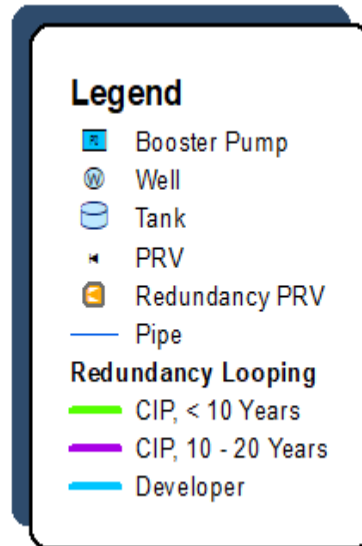 Legend
Booster Pump
W Well
Tank
PRV
Redundancy PRV
Pipe
Redundancy Looping
CIP, < 10 Years
CIP, 10 - 20 Years
Developer